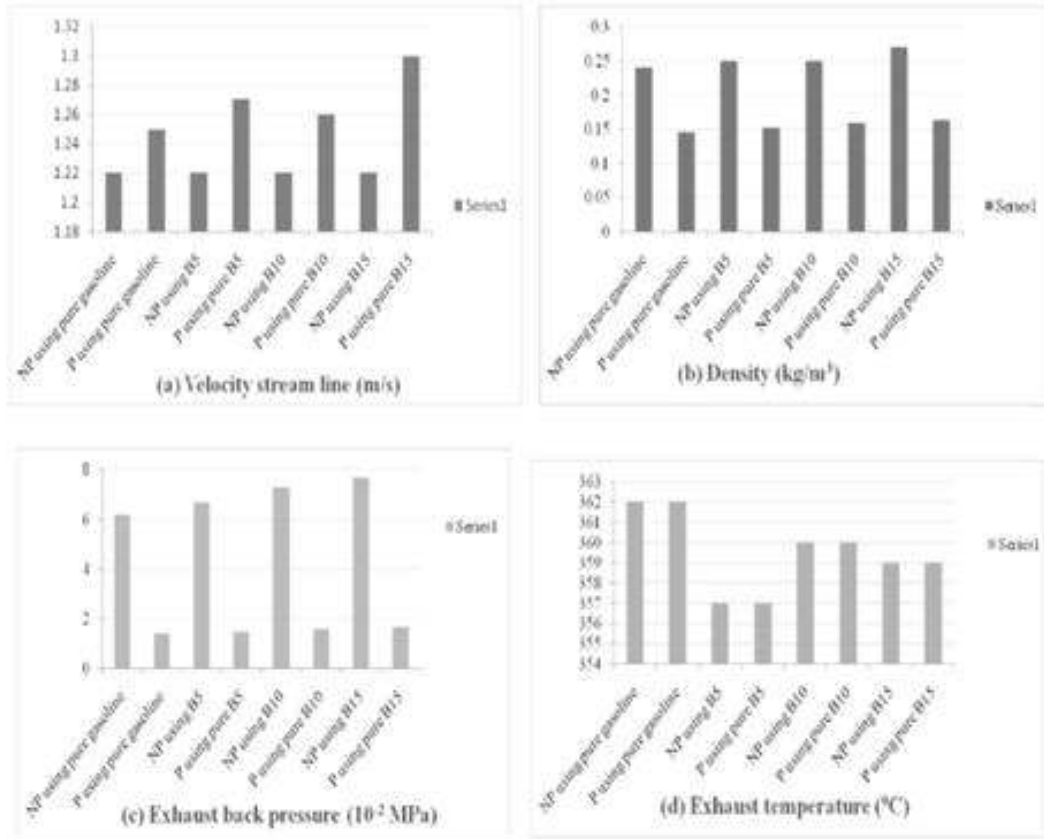 1.32
1.3
1.28
1.26
1.24
1.22
1.2
1.18
Series1
NP using pure gasoline
P using pure gasoline
NP using B5
P using pure B5
NP using B10
P using pure B10
NP using B15
P using pure B15
(a) Velocity stream line (m/s)
0.3
0.25
0.2
0.15
0.1
0.05
0
Series1
NP using pure gasoline
P using pure gasoline
NP using B5
P using pure B5
NP using B10
P using pure B10
NP using B15
P using pure B15
(b) Density (kg/m³)
8
6
4
2
0
Series1
NP using pure gasoline
P using pure gasoline
NP using B5
P using pure B5
NP using B10
P using pure B10
NP using B15
P using pure B15
(c) Exhaust back pressure (10⁻² MPa)
363
362
361
360
359
358
357
356
355
354
Series1
NP using pure gasoline
P using pure gasoline
NP using B5
P using pure B5
NP using B10
P using pure B10
NP using B15
P using pure B15
(d) Exhaust temperature (⁰C)